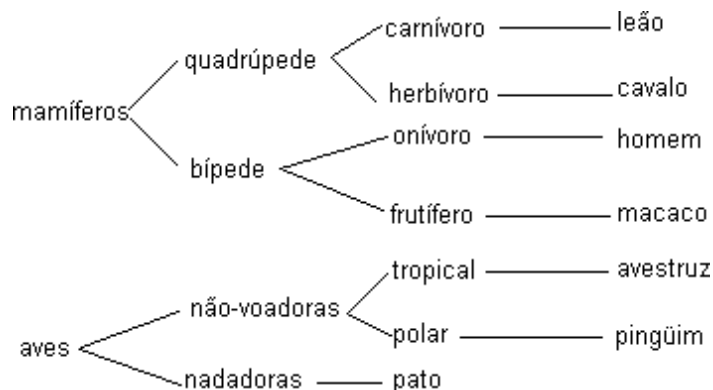 carnívoro leão
quadrúpede
herbívoro cavalo
mamíferos
onívoro homem
bípede
frutífero macaco
tropical avestruz
não-voadoras
polar pingüim
aves
nadadoras pato